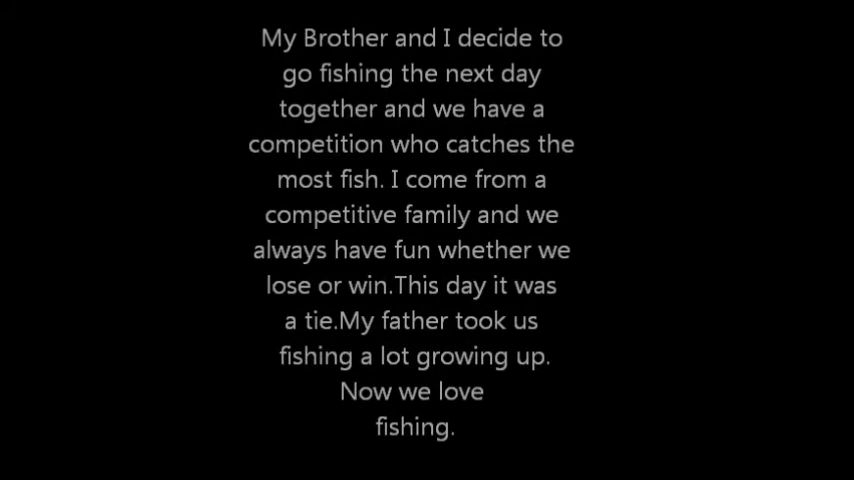 My Brother and I decide to
go fishing the next day
together and we have a
competition who catches the
most fish. I come from a
competitive family and we
always have fun whether we
lose or win.This day it was
a tie.My father took us
fishing a lot growing up.
Now we love
fishing.